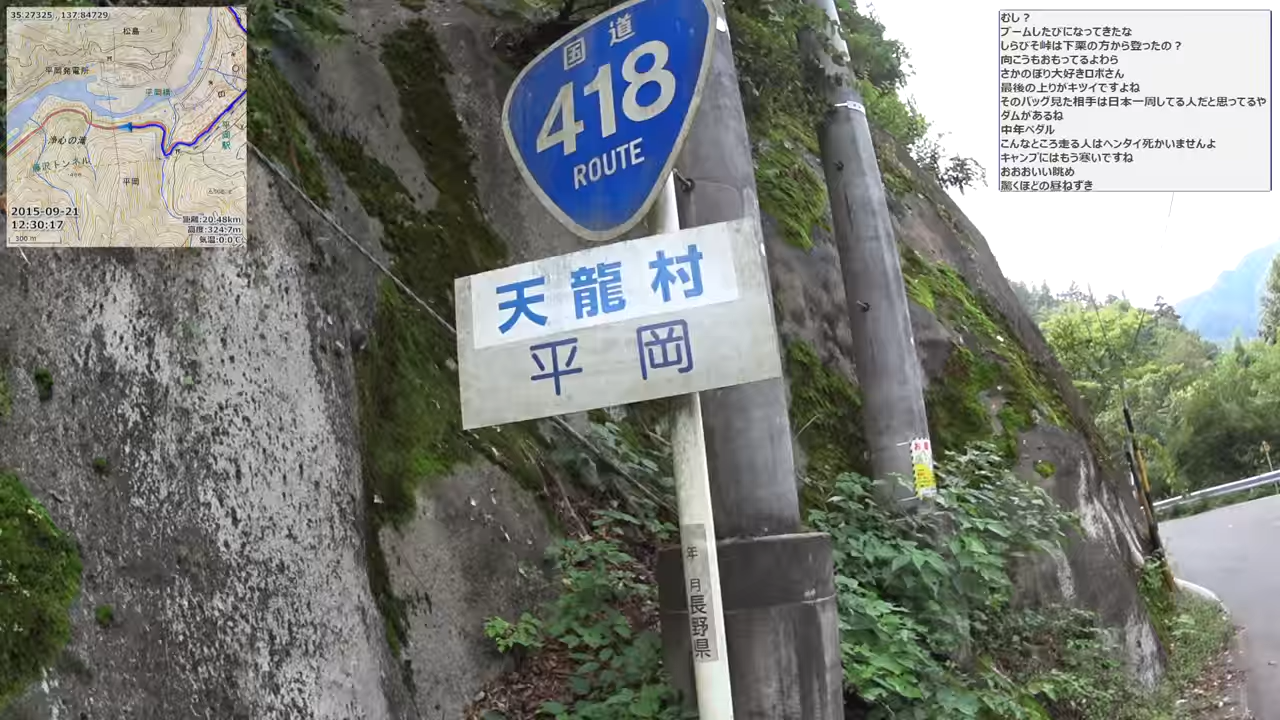 35.27325 , 137.84729
松島
平岡発電所
平岡橋
浄心の滝
藤沢トンネル
平岡
平岡駅
2015-09-21
12:30:17
300 m
距離:20.48km
高度:324.7m
気温:0.0℃
国道
418
ROUTE
天龍村
平岡
年 月 長野県
むし？
ブームしたびになってきたな
しらびそ峠は下栗の方から登ったの？
向こうもおもってるよわら
さかのぼり大好きロボさん
最後の上りがキツイですよね
そのバッグ見た相手は日本一周してる人だと思ってるや
ダムがあるね
中年ペダル
こんなところ走る人はヘンタイ死かいませんよ
キャンプにはもう寒いですね
おおおいい眺め
驚くほどの昼ねずき